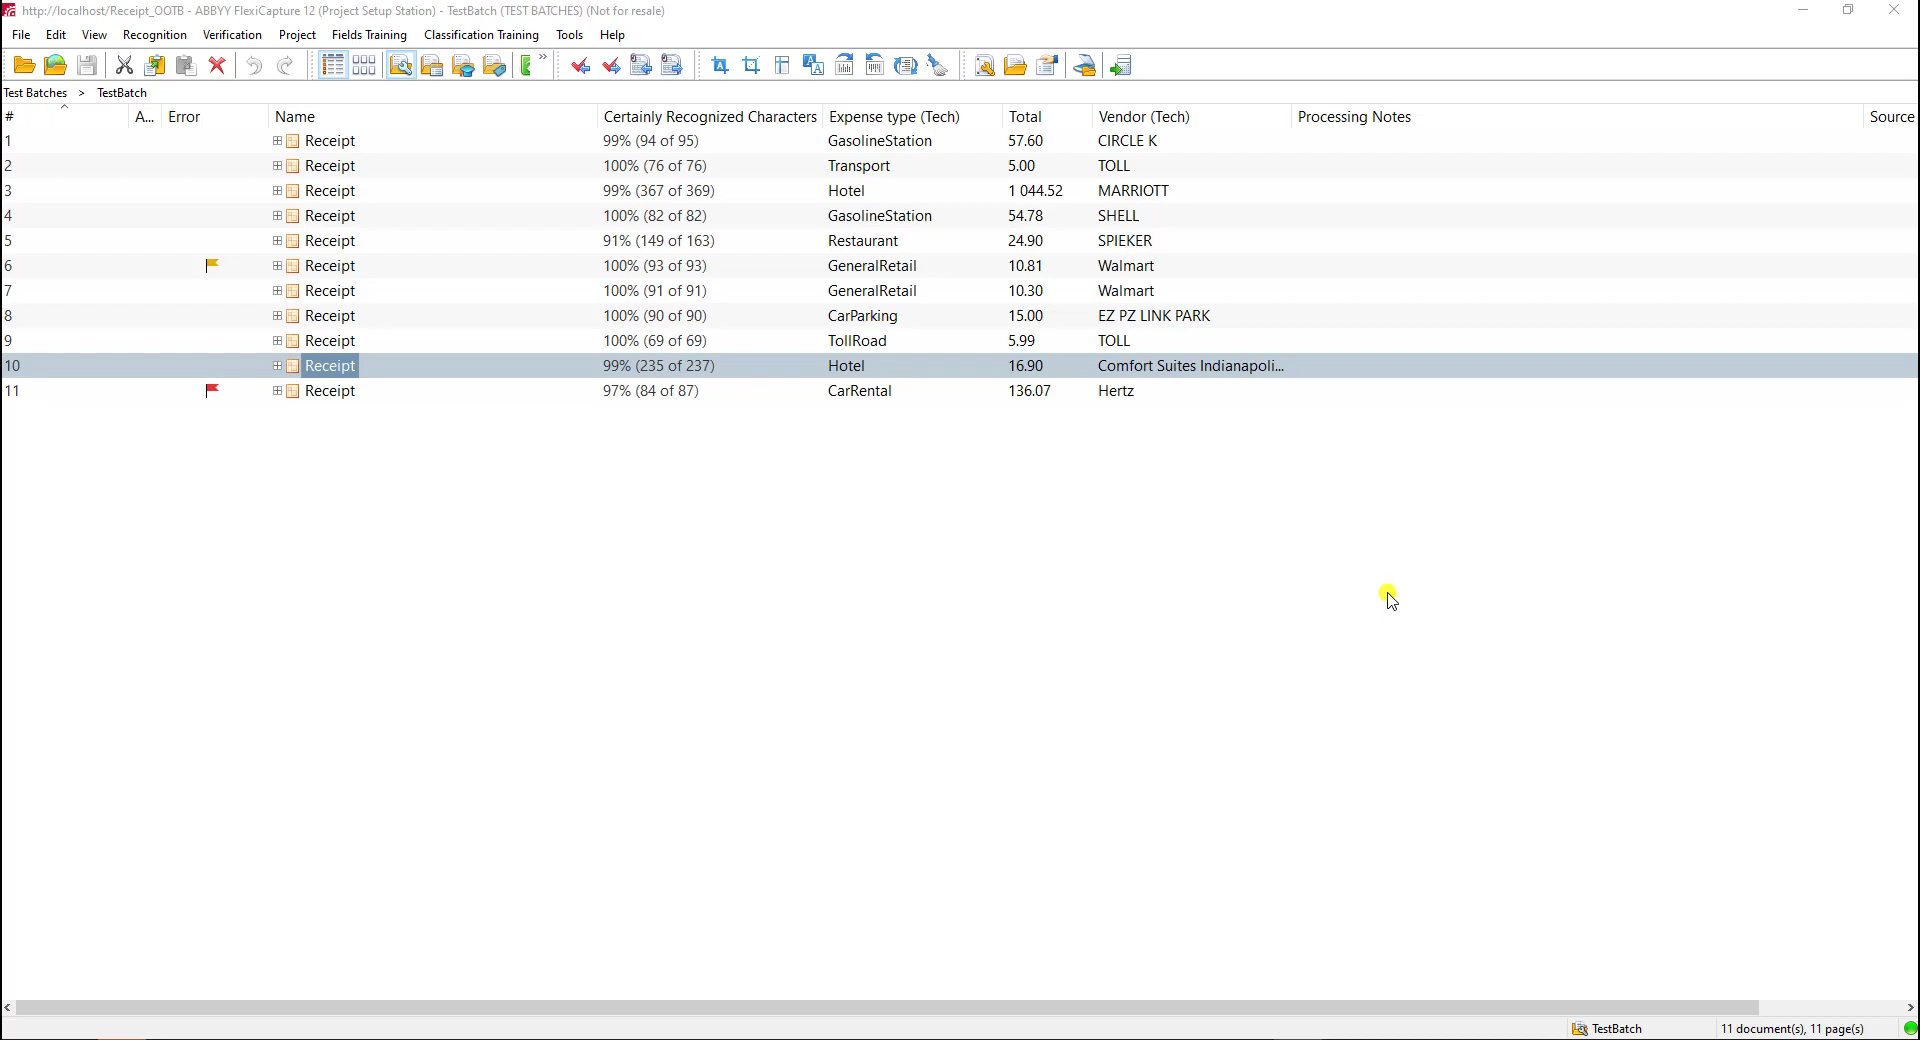 http://localhost/Receipt_OOTB - ABBYY FlexiCapture 12 (Project Setup Station) - TestBatch (TEST BATCHES) (Not for resale)
File Edit View Recognition Verification Project Fields Training Classification Training Tools Help
Test Batches > TestBatch
# A... Error Name Certainly Recognized Characters Expense type (Tech) Total Vendor (Tech) Processing Notes Source
1 Receipt 99% (94 of 95) GasolineStation 57.60 CIRCLE K
2 Receipt 100% (76 of 76) Transport 5.00 TOLL
3 Receipt 99% (367 of 369) Hotel 1 044.52 MARRIOTT
4 Receipt 100% (82 of 82) GasolineStation 54.78 SHELL
5 Receipt 91% (149 of 163) Restaurant 24.90 SPIEKER
6 Receipt 100% (93 of 93) GeneralRetail 10.81 Walmart
7 Receipt 100% (91 of 91) GeneralRetail 10.30 Walmart
8 Receipt 100% (90 of 90) CarParking 15.00 EZ PZ LINK PARK
9 Receipt 100% (69 of 69) TollRoad 5.99 TOLL
10 Receipt 99% (235 of 237) Hotel 16.90 Comfort Suites Indianapoli...
11 Receipt 97% (84 of 87) CarRental 136.07 Hertz
TestBatch 11 document(s), 11 page(s)